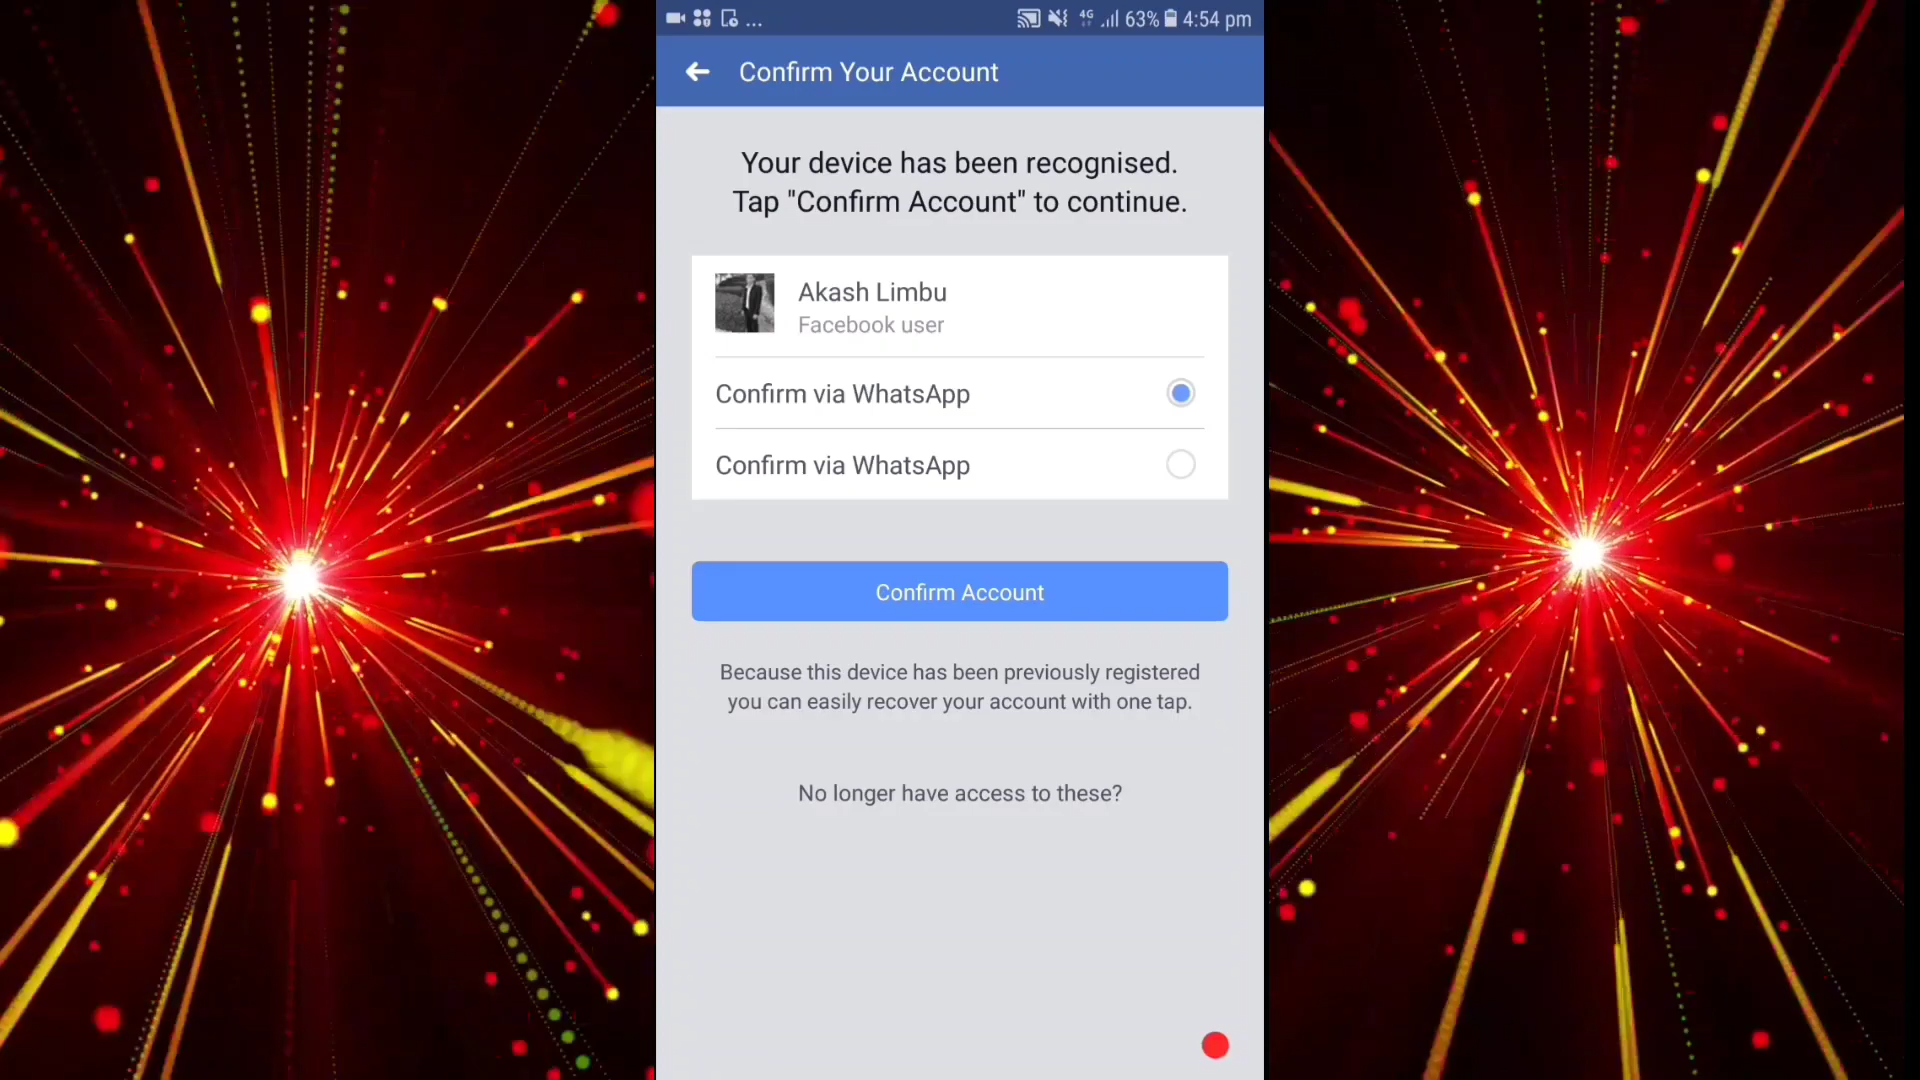 ... 4G 63% 4:54 pm
Confirm Your Account
Your device has been recognised.
Tap "Confirm Account" to continue.
Akash Limbu
Facebook user
Confirm via WhatsApp
Confirm via WhatsApp
Confirm Account
Because this device has been previously registered
you can easily recover your account with one tap.
No longer have access to these?